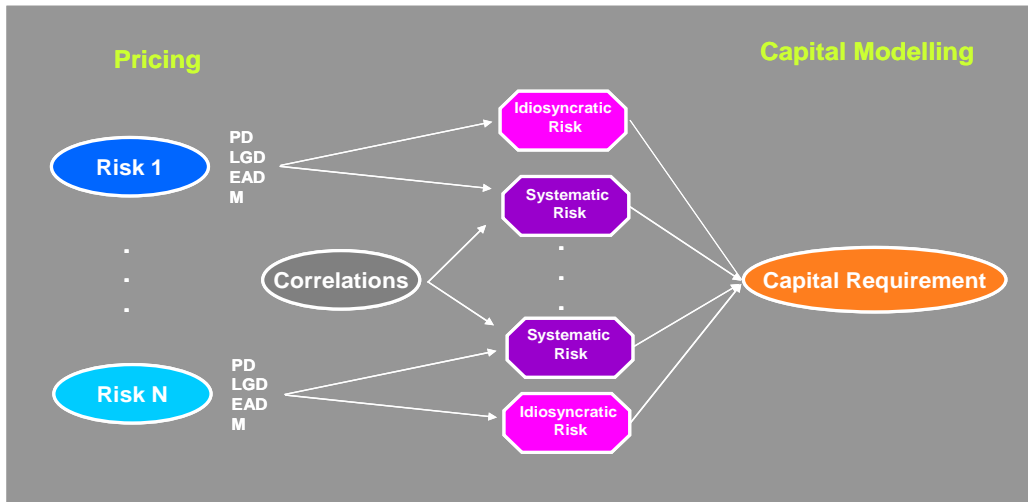 Pricing
Capital Modelling
Idiosyncratic
Risk
PD
LGD
EAD
M
Risk 1
Systematic
Risk
.
.
.
.
.
.
Correlations
Capital Requirement
Systematic
Risk
PD
LGD
EAD
M
Risk N
Idiosyncratic
Risk